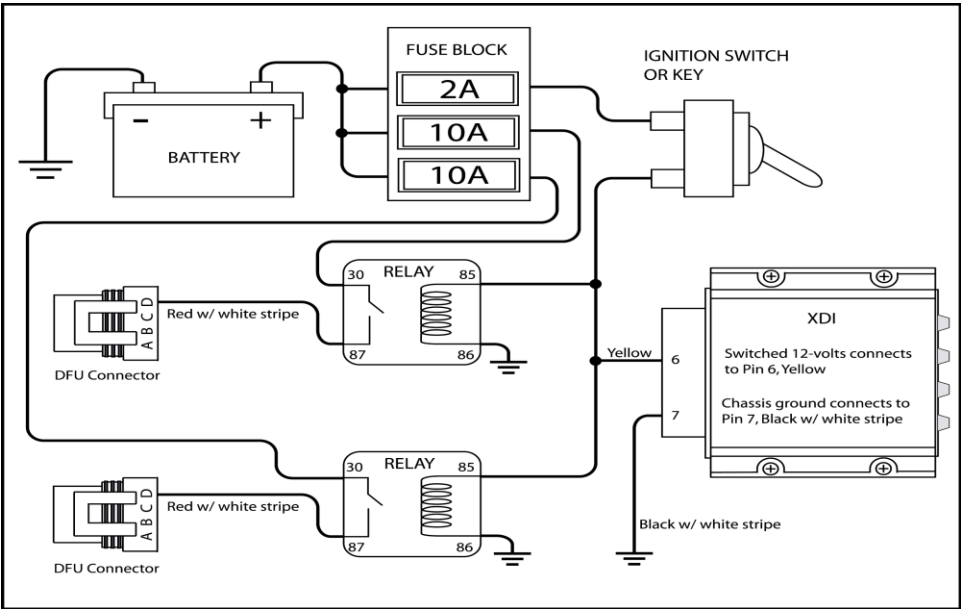 FUSE BLOCK
2A
10A
10A
IGNITION SWITCH
OR KEY
-
+
BATTERY
30
RELAY
85
87
86
Red w/ white stripe
A B C D
DFU Connector
XDI
Switched 12-volts connects
to Pin 6, Yellow
Chassis ground connects to
Pin 7, Black w/ white stripe
Yellow
6
7
30
RELAY
85
87
86
Red w/ white stripe
A B C D
DFU Connector
Black w/ white stripe